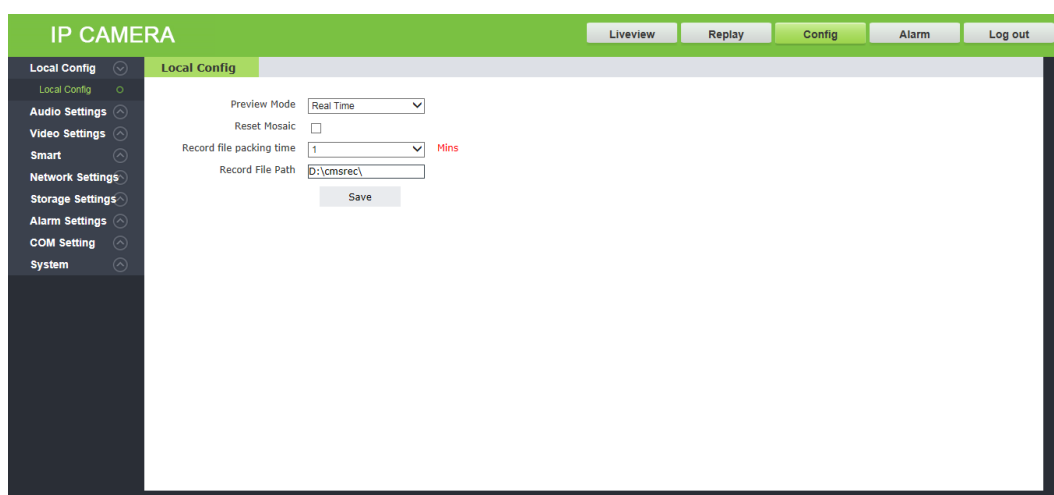 IP CAMERA
Liveview Replay Config Alarm Log out
Local Config
Local Config
Audio Settings
Video Settings
Smart
Network Settings
Storage Settings
Alarm Settings
COM Setting
System
Local Config
Preview Mode Real Time
Reset Mosaic
Record file packing time 1 Mins
Record File Path D:\cmsrec\
Save